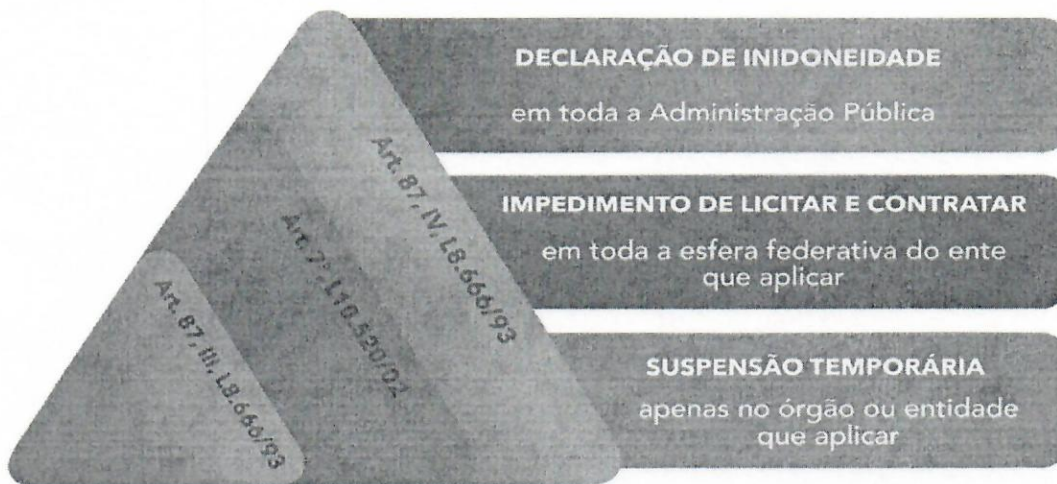 DECLARAÇÃO DE INIDONEIDADE
em toda a Administração Pública
IMPEDIMENTO DE LICITAR E CONTRATAR
em toda a esfera federativa do ente
que aplicar
SUSPENSÃO TEMPORÁRIA
apenas no órgão ou entidade
que aplicar
Art. 87, IV, L8.666/93
Art. 7º, L10.520/02
Art. 87, III, L8.666/93